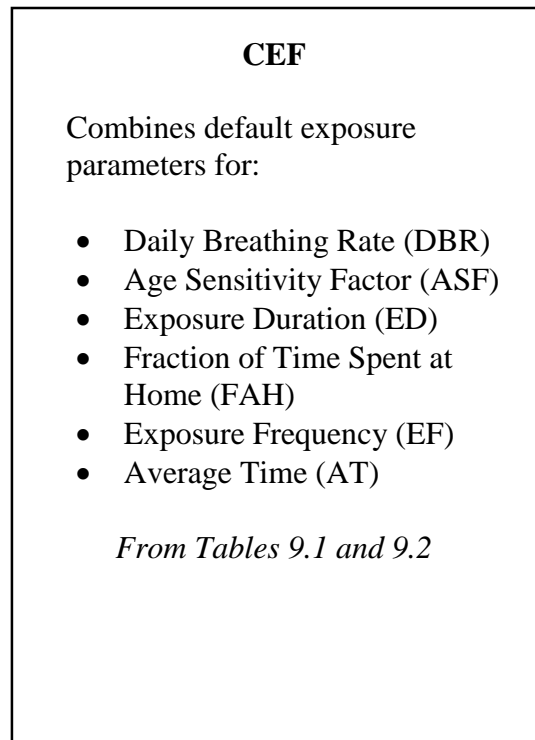 CEF
Combines default exposure
parameters for:
• Daily Breathing Rate (DBR)
• Age Sensitivity Factor (ASF)
• Exposure Duration (ED)
• Fraction of Time Spent at
Home (FAH)
• Exposure Frequency (EF)
• Average Time (AT)
From Tables 9.1 and 9.2